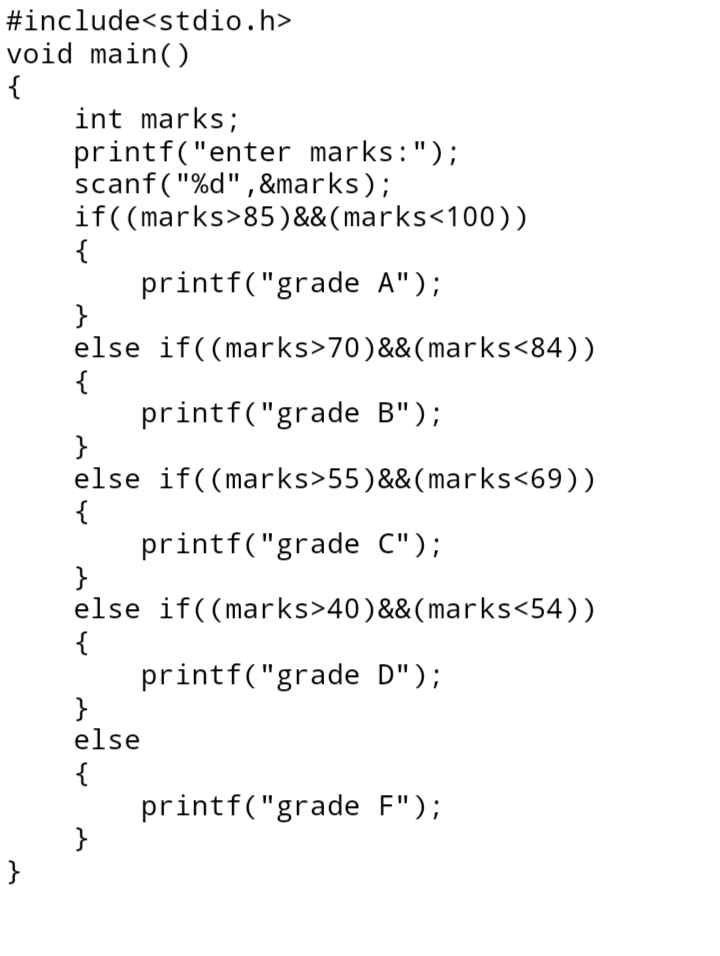 #include<stdio.h>
void main()
{
    int marks;
    printf("enter marks:");
    scanf("%d",&marks);
    if((marks>85)&&(marks<100))
    {
        printf("grade A");
    }
    else if((marks>70)&&(marks<84))
    {
        printf("grade B");
    }
    else if((marks>55)&&(marks<69))
    {
        printf("grade C");
    }
    else if((marks>40)&&(marks<54))
    {
        printf("grade D");
    }
    else
    {
        printf("grade F");
    }
}